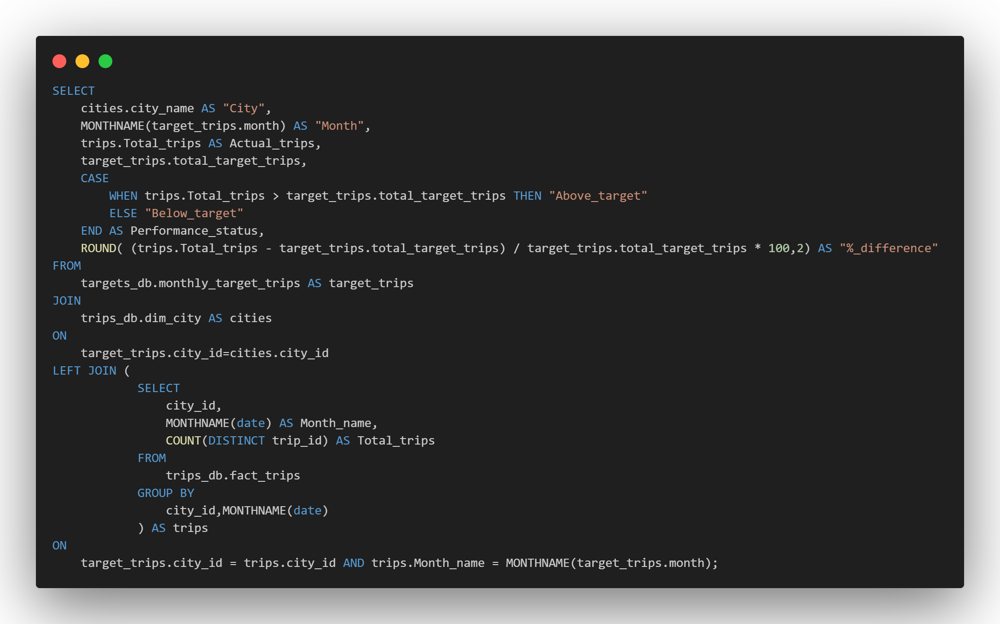 SELECT
    cities.city_name AS "City",
    MONTHNAME(target_trips.month) AS "Month",
    trips.Total_trips AS Actual_trips,
    target_trips.total_target_trips,
    CASE
        WHEN trips.Total_trips > target_trips.total_target_trips THEN "Above_target"
        ELSE "Below_target"
    END AS Performance_status,
    ROUND( (trips.Total_trips - target_trips.total_target_trips) / target_trips.total_target_trips * 100,2) AS "%_difference"
FROM
    targets_db.monthly_target_trips AS target_trips
JOIN
    trips_db.dim_city AS cities
ON
    target_trips.city_id=cities.city_id
LEFT JOIN (
            SELECT
                city_id,
                MONTHNAME(date) AS Month_name,
                COUNT(DISTINCT trip_id) AS Total_trips
            FROM
                trips_db.fact_trips
            GROUP BY
                city_id,MONTHNAME(date)
            ) AS trips
ON
    target_trips.city_id = trips.city_id AND trips.Month_name = MONTHNAME(target_trips.month);